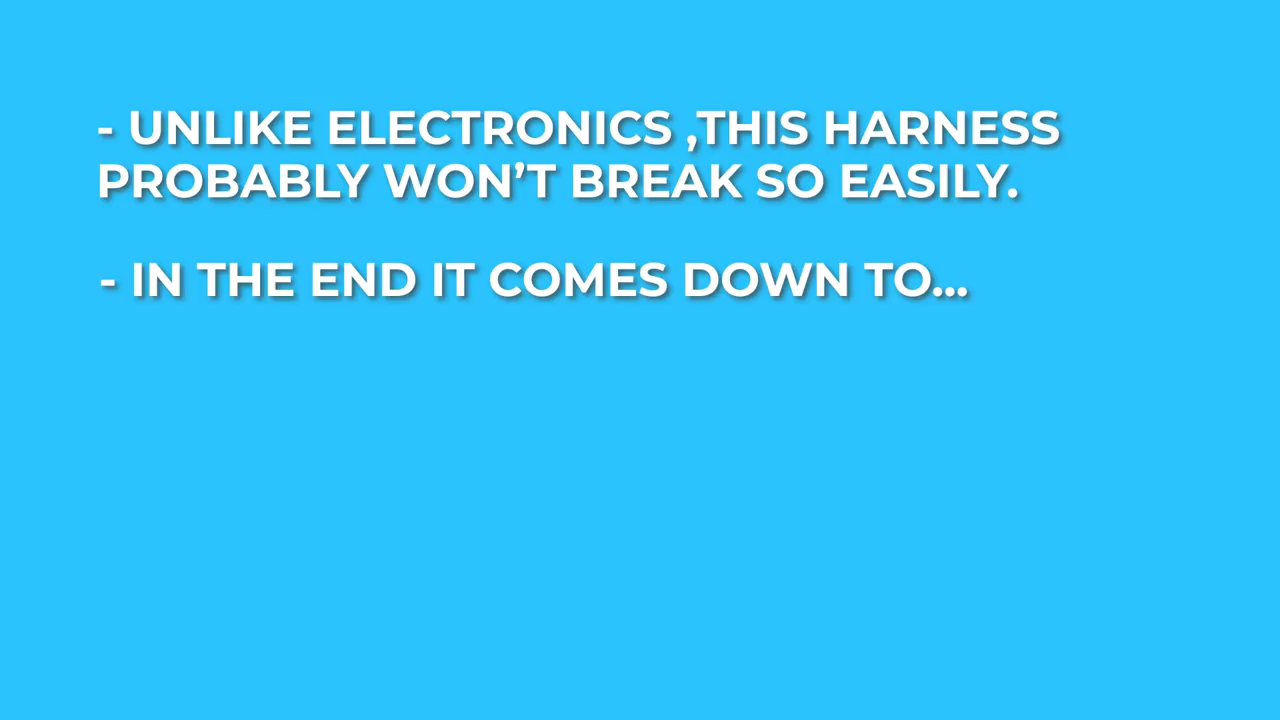 - UNLIKE ELECTRONICS ,THIS HARNESS
PROBABLY WON’T BREAK SO EASILY.
- IN THE END IT COMES DOWN TO...